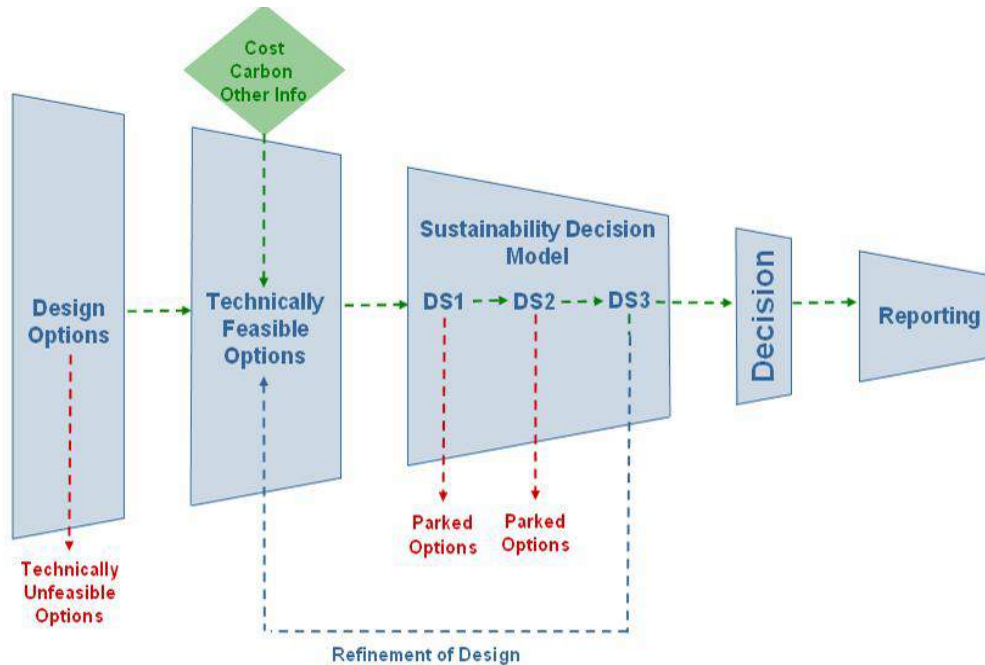 Cost
Carbon
Other Info
Design
Options
Technically
Unfeasible
Options
Technically
Feasible
Options
Sustainability Decision
Model
DS1
DS2
DS3
Parked
Options
Parked
Options
Refinement of Design
Decision
Reporting